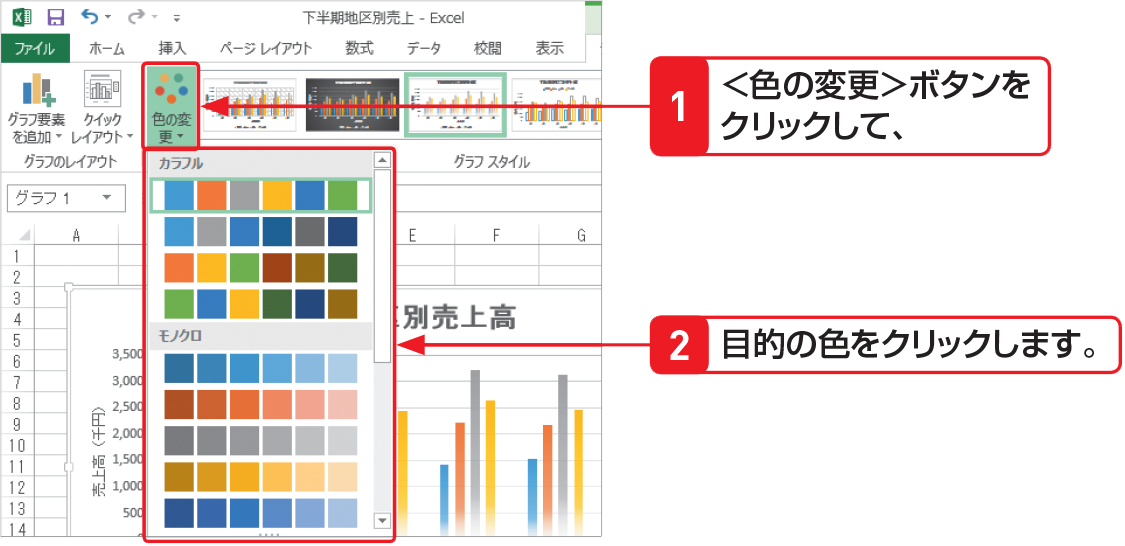 下半期地区別売上 - Excel
ファイル ホーム 挿入 ページ レイアウト 数式 データ 校閲 表示
グラフ要素
を追加
クイック
レイアウト
色の変
更
グラフのレイアウト
グラフ スタイル
カラフル
グラフ 1
A E F G
1
2
3
4
5
6
7
8
9
10
11
12
13
14
別売上高
モノクロ
3,500
3,000
2,500
2,000
1,500
1,000
500
売上高（千円）
1
＜色の変更＞ボタンを
クリックして、
2
目的の色をクリックします。